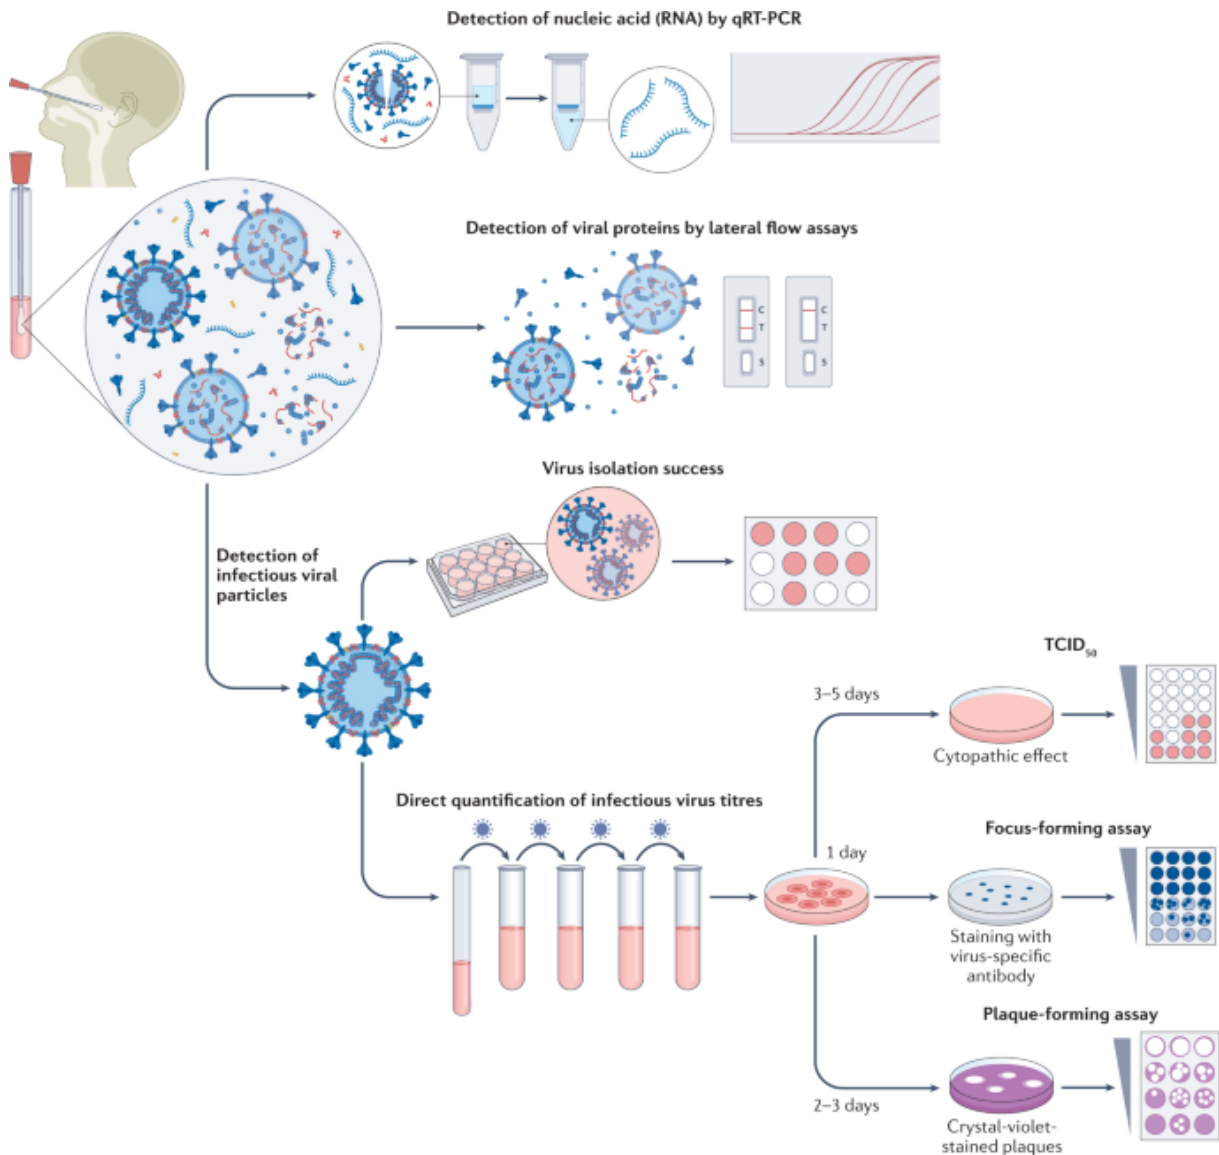 Detection of nucleic acid (RNA) by qRT-PCR
Detection of viral proteins by lateral flow assays
C
T
S
C
T
S
Virus isolation success
Detection of
infectious viral
particles
TCID50
3–5 days
Cytopathic effect
Direct quantification of infectious virus titres
Focus-forming assay
1 day
Staining with
virus-specific
antibody
Plaque-forming assay
2–3 days
Crystal-violet-
stained plaques